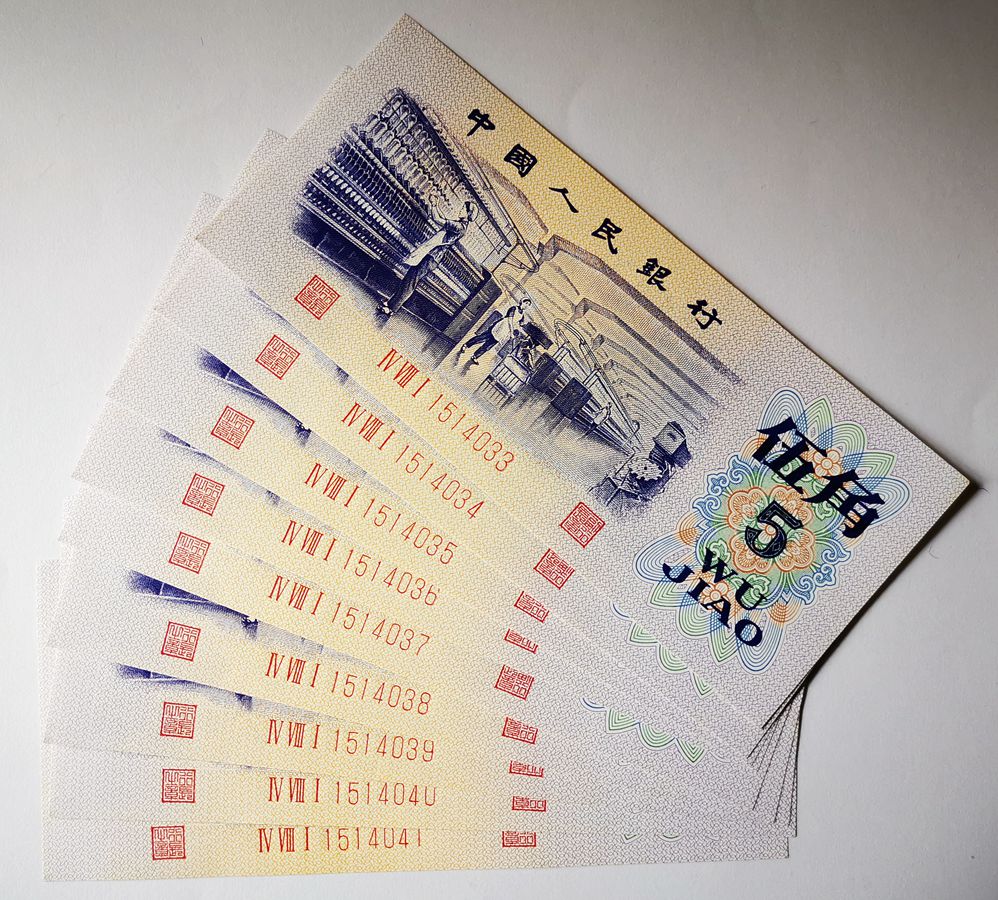 中國人民銀行
伍角
5
WU
JIAO
IV VIII I 1514033
IV VIII I 1514034
IV VIII I 1514035
IV VIII I 1514036
IV VIII I 1514037
IV VIII I 1514038
IV VIII I 1514039
IV VIII I 1514040
IV VIII I 1514041